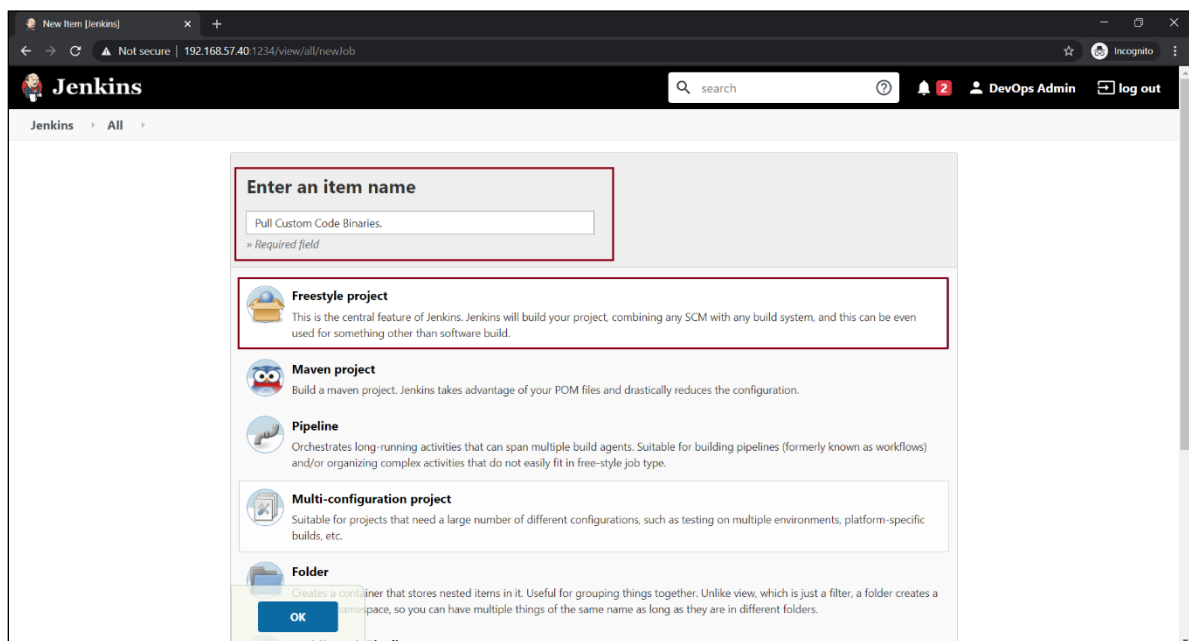 New Item [Jenkins]
Not secure | 192.168.57.40:1234/view/all/newJob
Incognito
Jenkins
search
2
DevOps Admin
log out
Jenkins
All
Enter an item name
Pull Custom Code Binaries.
» Required field
Freestyle project
This is the central feature of Jenkins. Jenkins will build your project, combining any SCM with any build system, and this can be even
used for something other than software build.
Maven project
Build a maven project. Jenkins takes advantage of your POM files and drastically reduces the configuration.
Pipeline
Orchestrates long-running activities that can span multiple build agents. Suitable for building pipelines (formerly known as workflows)
and/or organizing complex activities that do not easily fit in free-style job type.
Multi-configuration project
Suitable for projects that need a large number of different configurations, such as testing on multiple environments, platform-specific
builds, etc.
Folder
Creates a container that stores nested items in it. Useful for grouping things together. Unlike view, which is just a filter, a folder creates a
space, so you can have multiple things of the same name as long as they are in different folders.
OK